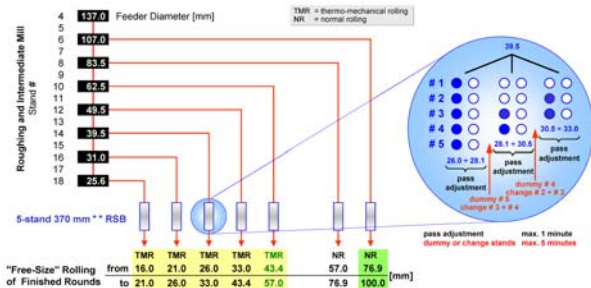 Feeder Diameter [mm]
TMR = thermo-mechanical rolling
NR = normal rolling
Roughing and Intermediate Mill
Stand #
4 137.0
5
6 107.0
7
8 83.5
9
10 62.5
11
12 49.5
13
14 39.5
15
16 31.0
17
18 25.6
39.5
# 1
# 2
# 3
# 4
# 5
30.5 ÷ 33.0
pass
adjustment
28.1 ÷ 30.5
pass
adjustment
26.0 ÷ 28.1
pass
adjustment
dummy # 4
change # 2 + # 3
dummy # 5
change # 3 + # 4
5-stand 370 mm * * RSB
pass adjustment max. 1 minute
dummy or change stands max. 5 minutes
TMR TMR TMR TMR TMR NR NR
"Free-Size" Rolling
of Finished Rounds
from 16.0 21.0 26.0 33.0 43.4 57.0 76.9
[mm]
to 21.0 26.0 33.0 43.4 57.0 76.9 100.0